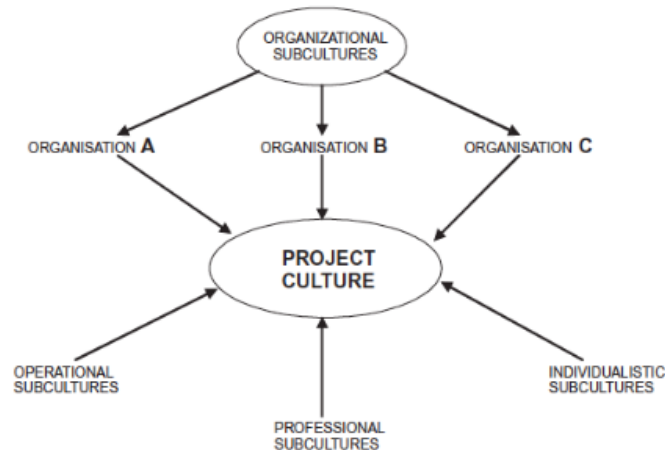 ORGANIZATIONAL
SUBCULTURES
ORGANISATION A
ORGANISATION B
ORGANISATION C
PROJECT
CULTURE
OPERATIONAL
SUBCULTURES
INDIVIDUALISTIC
SUBCULTURES
PROFESSIONAL
SUBCULTURES